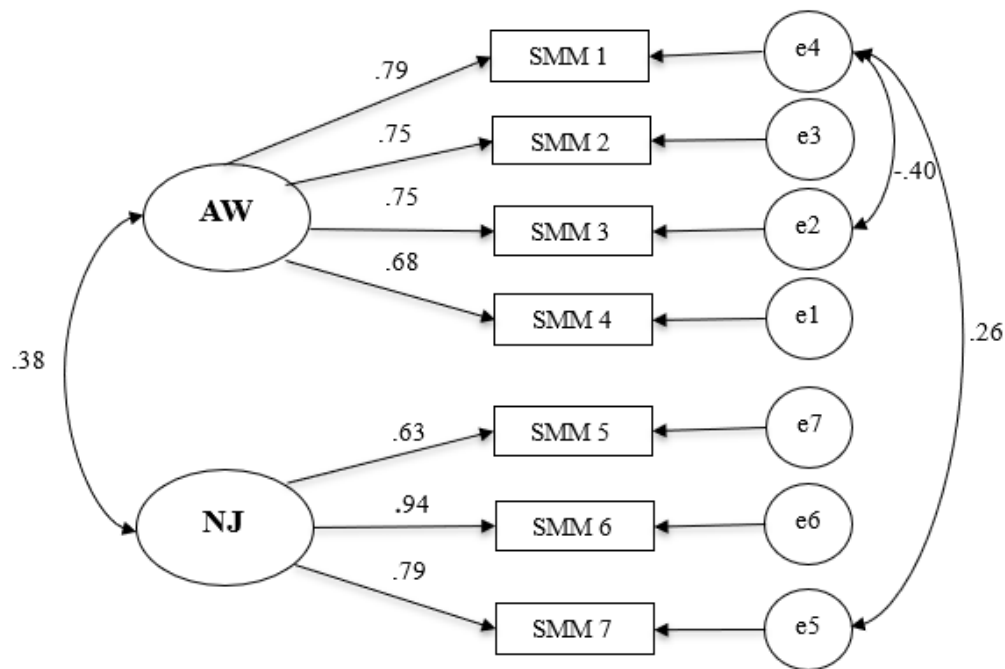 SMM 1
e4
.79
SMM 2
e3
.75
-.40
AW
.75
SMM 3
e2
.68
SMM 4
e1
.38
.26
.63
SMM 5
e7
NJ
.94
SMM 6
e6
.79
SMM 7
e5